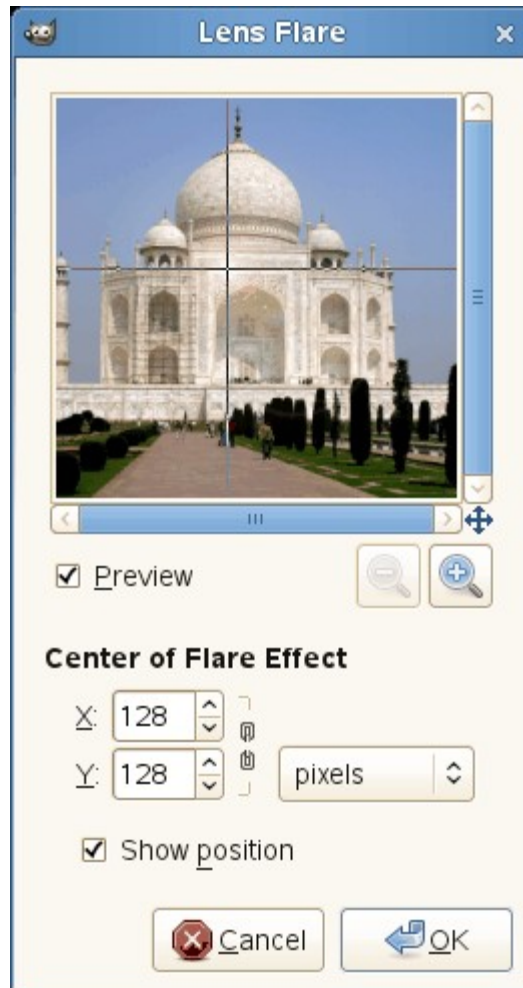 Lens Flare
Preview
Center of Flare Effect
X: 128
Y: 128 pixels
Show position
Cancel OK